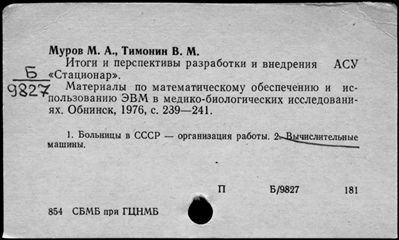 Муров М. А., Тимонин В. М.
Итоги и перспективы разработки и внедрения АСУ
«Стационар».
Б
9827
Материалы по математическому обеспечению и ис-
пользованию ЭВМ в медико-биологических исследовани-
ях. Обнинск, 1976, с. 239—241.
1. Больницы в СССР — организация работы. 2. Вычислительные
машины.
П Б/9827 181
854 СБМБ при ГЦНМБ